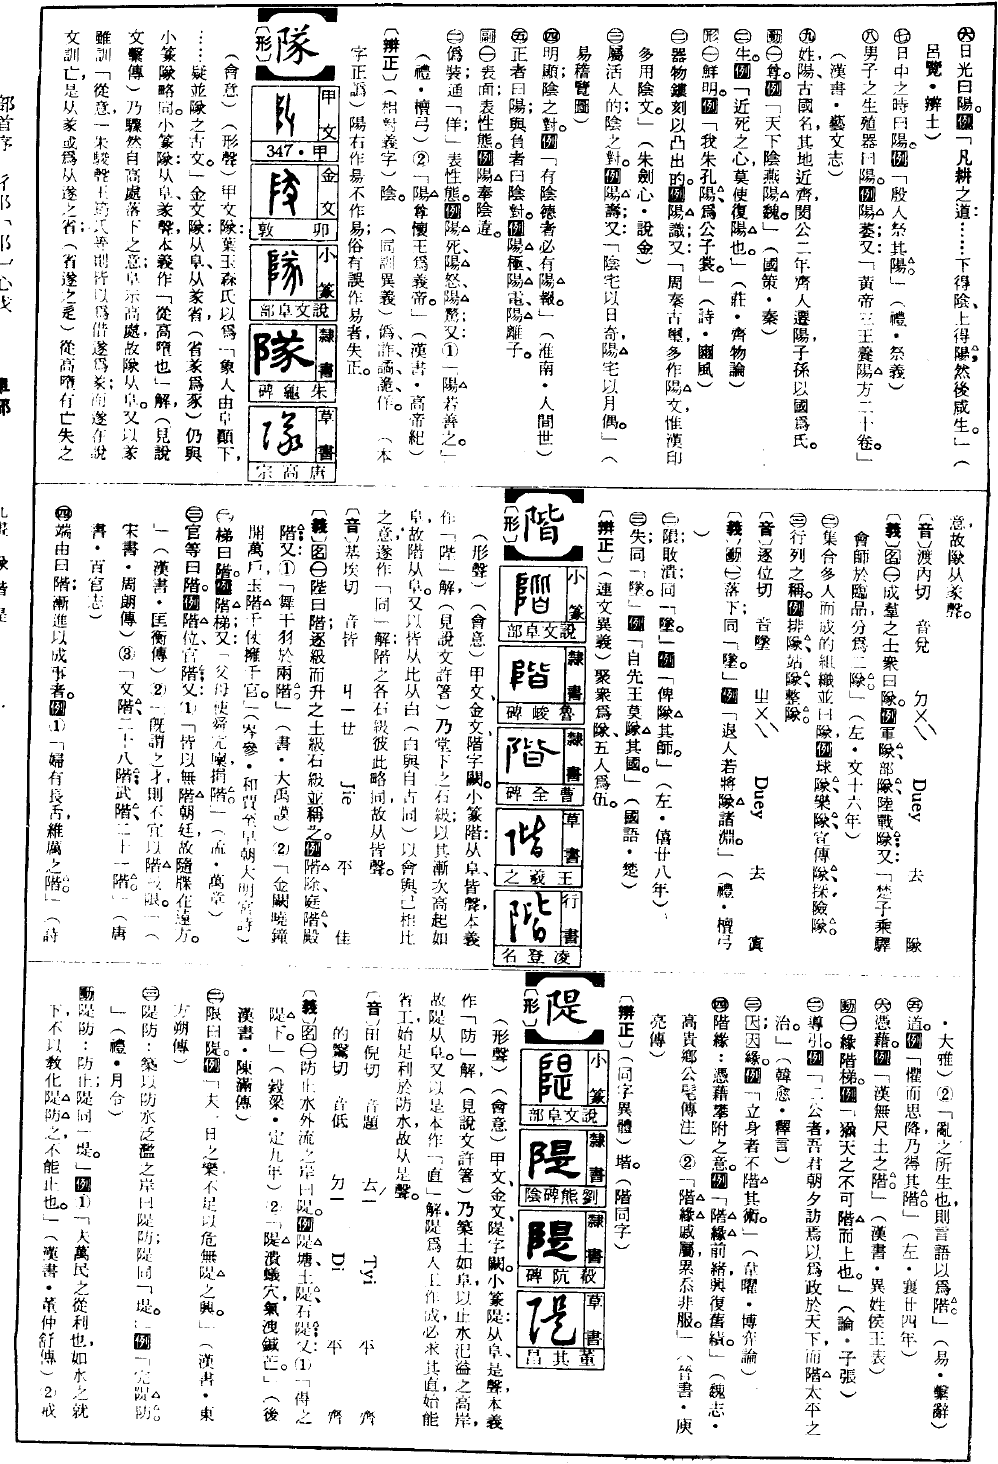 ㊅日光曰陽。例「凡耕之道……下得陰，上得陽，然後咸生。」（
呂覽・辨土）
㊆日中之時曰陽。例「殷人祭其陽。」（禮・祭義）
㊇男子之生殖器曰陽。例陽萎。又：「黃帝三王養陽方二十卷。」
（漢書・藝文志）
㊈姓。陽，古國名，其地近齊，閔公二年齊人遷陽，子孫以國爲氏。
動㊀尊。例「天下陰燕陽魏。」（國策・秦）
㊁生。例「近死之心，莫使復陽也。」（莊・齊物論）
形㊀鮮明。例「我朱孔陽，爲公子裳。」（詩・豳風）
㊁器物鏤刻以凸出的。例陽識。又：「周秦古璽多作陽文，惟漢印
多用陰文。」（朱劍心・說金）
㊂屬活人的；陰之對。例陽壽。又：「陰宅以日奇，陽宅以月偶。」（
易稽覽圖）
㊃明顯；陰之對。例「有陰德者必有陽報。」（淮南・人間世）
㊄正者曰陽；與負者曰陰對。例陽極、陽電、陽離子。
副㊀表面；表性態。例陽奉陰違。
㊁僞裝；通「佯」；表性態。例陽死、陽怒、陽驚。又：①「陽若善之。」
（禮・檀弓）②「陽尊懷王爲義帝。」（漢書・高帝紀）
〔辨正〕（相對義字）陰。（同訓異義）僞、詐、譎、詭、佯。（本
字正譌）陽右作昜不作易，俗有誤作易者失正。
隊
〔形〕
甲文
甲・347
金文
卯敦
小篆
說文阜部
隸書
朱龜碑
草書
唐高宗
（會意）（形聲）甲文隊：葉玉森氏以爲「象人由阜顚下，
……疑並隊之古文。」金文隊：从阜，从㒸省（省㒸爲豕）仍與
小篆隊略同。小篆隊：从阜，㒸聲，本義作「從高墮也」解（見說
文繫傳）乃驟然自高處落下之意，阜示高處，故隊从阜。又以㒸
雖訓「從意」，朱駿聲王筠氏等則皆以爲借遂爲㒸；而遂在說
文訓亡，是从㒸或爲从遂之省（省遂之辵）從高墮有亡失之
意，故隊从㒸聲。
〔音〕渡內切　音兌　ㄉㄨㄟˋ　Duey　去　隊
〔義〕名㊀成羣之士衆曰隊。例軍隊、部隊、陸戰隊。又：「楚子乘馹，
會師於臨品，分爲二隊。」（左・文十六年）
㊁集合多人而成的組織並曰隊。例球隊、樂隊、宣傳隊、探險隊。
㊂行列之稱。例排隊、站隊、整隊。
〔音〕逐位切　音墜　ㄓㄨㄟˋ　Duey　去　寘
〔義〕動㊀落下；同「墜」。例「退人若將隊諸淵。」（禮・檀弓
）
㊁毀敗潰；同「墜」。例「俾隊其師。」（左・僖廿八年）
㊂失；同「墜」。例「自先王莫隊其國。」（國語・楚）
〔辨正〕（連文異義）聚衆爲隊，五人爲伍。
階
〔形〕
小篆
說文阜部
隸書
魯峻碑
隸書
曹全碑
草書
王羲之
行書
凌登名
（形聲）（會意）甲文、金文階字闕。小篆階：从阜，皆聲，本義
作「陛」解（見說文許箸）乃堂下之石級，以其漸次高起如
阜，故階从阜。又以皆从比从白（白與自古同）以會與㠯相比
之意，遂作「同」解；階之各石級彼此略同，故从皆聲。
〔音〕基埃切　音皆　ㄐㄧㄝ　Jie　平　佳
〔義〕名㊀陛曰階；逐級而升之土級石級並稱之。例階除、庭階、殿
階。又：①「舞干羽於兩階。」（書・大禹謨）②「金闕曉鐘
開萬戶，玉階千仗擁千官。」（岑參・和賈至早朝大明宮詩）
㊁梯曰階。例階梯。又：「父母使舜完廩，捐階。」（孟・萬章）
㊂官等曰階。例階位、官階。又：①「皆以無階朝廷，故隨牒在遠方。
」（漢書・匡衡傳）②「旣謂之才，則不宜以階級限。」（
宋書・周朗傳）③「文階二十八階，武階三十一階。」（唐
書・百官志）
㊃端由曰階；漸進以成事者。例①「婦有長舌，維厲之階。」（詩
・大雅）②「亂之所生也，則言語以爲階。」（易・繫辭）
㊄道。例「懼而思降，乃得其階。」（左・襄廿四年）
㊅憑藉。例「漢無尺土之階。」（漢書・異姓侯王表）
動㊀緣階梯。例「猶天之不可階而上也。」（論・子張）
㊁導引。例「二公者，吾君朝夕訪焉，以爲政於天下而階太平之
治。」（韓愈・釋言）
㊂因；因緣。例「立身者不階其術。」（韋曜・博弈論）
㊃階緣：憑藉攀附之意。例「階緣前緒，興復舊績。」（魏志・
高貴鄉公髦傳注）②「階緣戚屬，累忝非服。」（晉書・庾
亮傳）
〔辨正〕（同字異體）堦。（階同字）
隄
〔形〕
小篆
說文阜部
隸書
劉熊碑陰
隸書
殽阬碑
草書
董其昌
（形聲）（會意）甲文、金文、隄字闕。小篆隄：从阜，是聲，本義
作「防」解（見說文許箸）乃築土如阜，以止水氾溢之高岸，
故隄从阜。又以是本作「直」解，隄爲人工作成，必求其直，始能
省工，始足利於防水，故从是聲。
〔音〕田倪切　音題　ㄊㄧˊ　Tyi　平　齊
的鷖切　音低　ㄉㄧ　Di　平　齊
〔義〕名㊀防止水外流之岸曰隄。例隄塘、土隄、石隄。又：①「得之
隄下。」（穀梁・定九年）②「隄潰蟻穴，氣洩鍼芒。」（後
漢書・陳滿傳）
㊁限曰隄。例「夫一日之樂，不足以危無隄之輿。」（漢書・東
方朔傳）
㊂隄防：築以防水泛濫之岸曰隄防；隄同「堤」。例「完隄防。
」（禮・月令）
動隄防：防止；隄同「堤」。例①「夫萬民之從利也，如水之就
下，不以敎化隄防之，不能止也。」（漢書・董仲舒傳）②戒